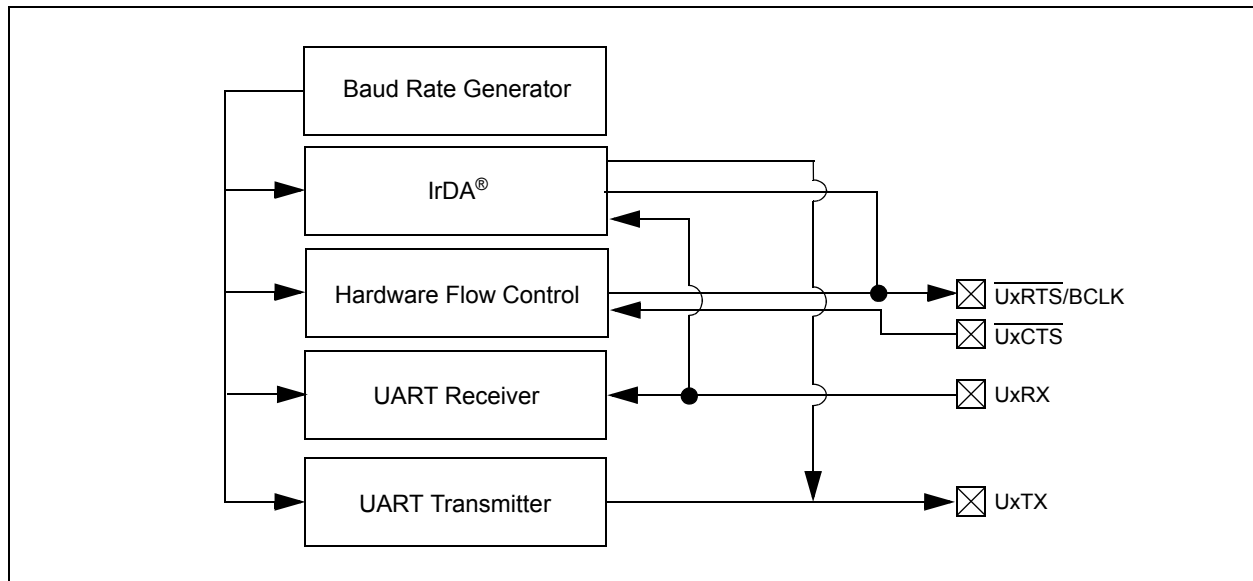 Baud Rate Generator
IrDA®
Hardware Flow Control
UxRTS/BCLK
UxCTS
UART Receiver
UxRX
UART Transmitter
UxTX